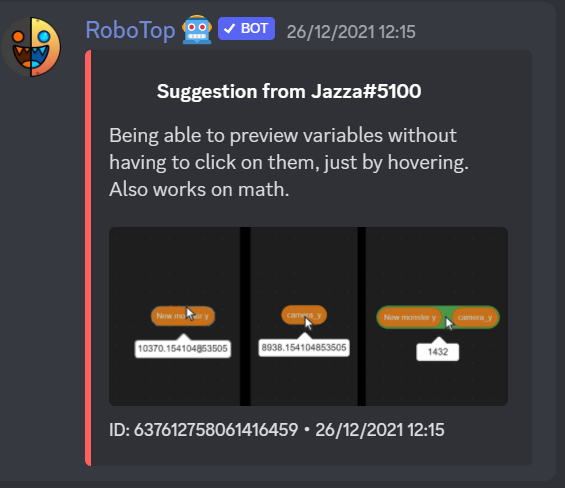 RoboTop 🤖 ✓ BOT 26/12/2021 12:15
Suggestion from Jazza#5100
Being able to preview variables without
having to click on them, just by hovering.
Also works on math.
New monster y
camera_y
New monster y camera_y
10370.154104853505
8938.154104853505
1432
ID: 637612758061416459 • 26/12/2021 12:15